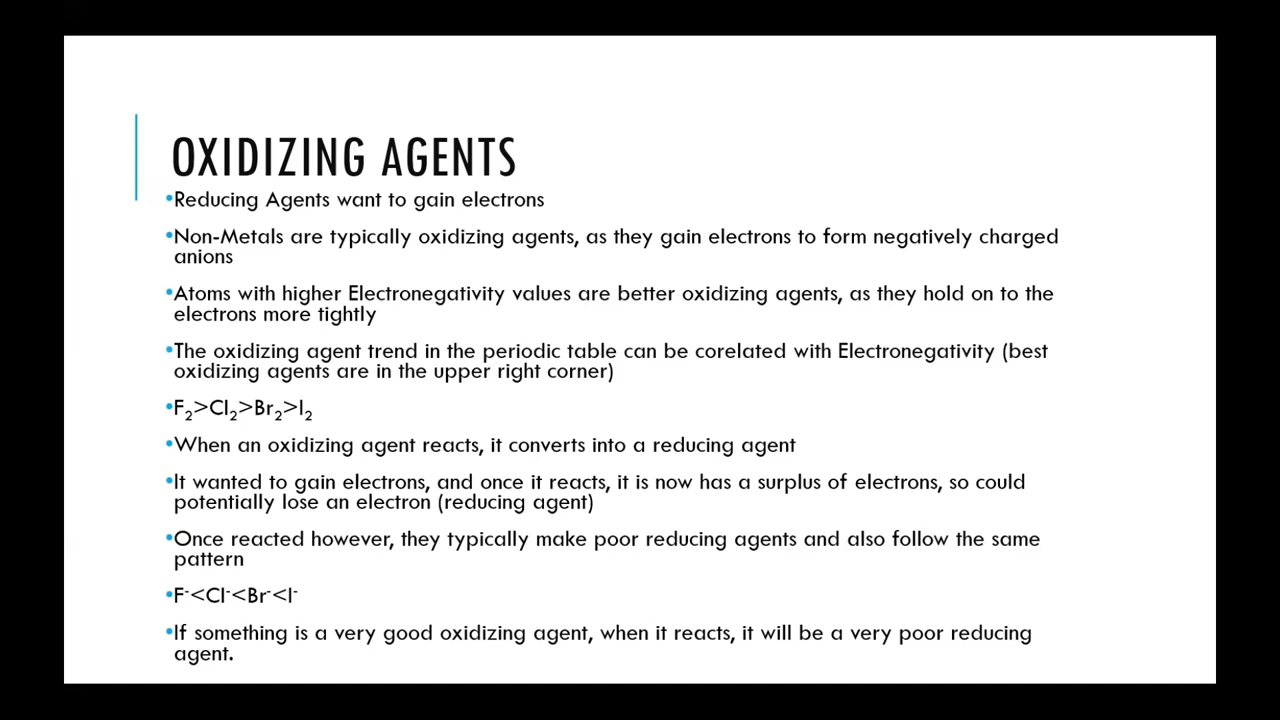 OXIDIZING AGENTS
•Reducing Agents want to gain electrons
•Non-Metals are typically oxidizing agents, as they gain electrons to form negatively charged
anions
•Atoms with higher Electronegativity values are better oxidizing agents, as they hold on to the
electrons more tightly
•The oxidizing agent trend in the periodic table can be corelated with Electronegativity (best
oxidizing agents are in the upper right corner)
•F₂>Cl₂>Br₂>I₂
•When an oxidizing agent reacts, it converts into a reducing agent
•It wanted to gain electrons, and once it reacts, it is now has a surplus of electrons, so could
potentially lose an electron (reducing agent)
•Once reacted however, they typically make poor reducing agents and also follow the same
pattern
•F⁻<Cl⁻<Br⁻<I⁻
•If something is a very good oxidizing agent, when it reacts, it will be a very poor reducing
agent.